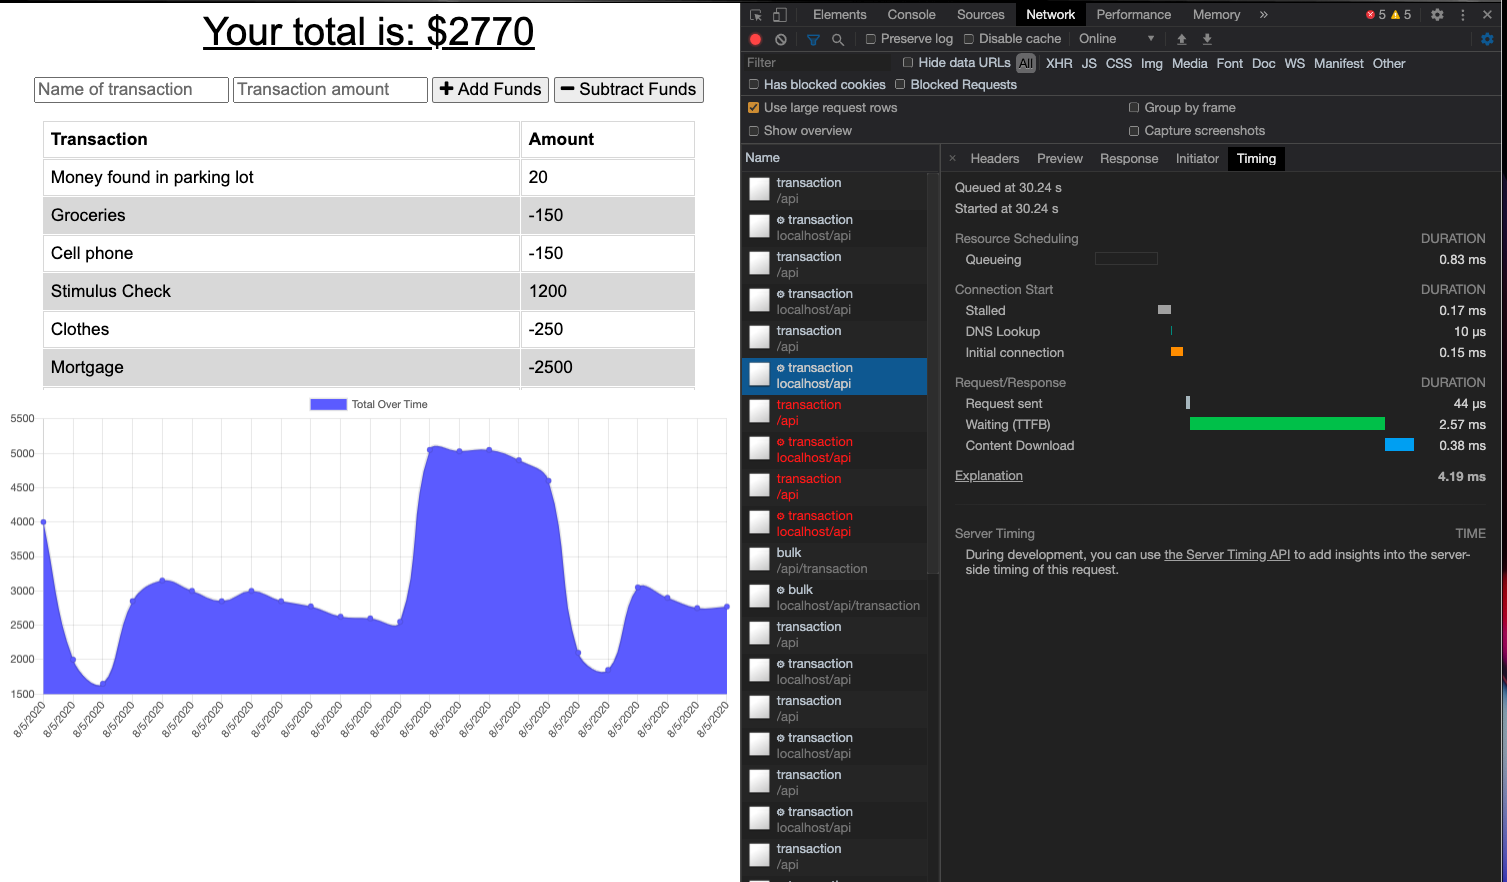 Your total is: $2770
Name of transaction Transaction amount Add Funds Subtract Funds
Transaction Amount
Money found in parking lot 20
Groceries -150
Cell phone -150
Stimulus Check 1200
Clothes -250
Mortgage -2500
Total Over Time
5500
5000
4500
4000
3500
3000
2500
2000
1500
8/5/2020 8/5/2020 8/5/2020 8/5/2020 8/5/2020 8/5/2020 8/5/2020 8/5/2020 8/5/2020 8/5/2020 8/5/2020 8/5/2020 8/5/2020 8/5/2020 8/5/2020 8/5/2020 8/5/2020 8/5/2020 8/5/2020 8/5/2020 8/5/2020 8/5/2020 8/5/2020 8/5/2020
Elements Console Sources Network Performance Memory » 5 5
Preserve log Disable cache Online
Filter Hide data URLs All XHR JS CSS Img Media Font Doc WS Manifest Other
Has blocked cookies Blocked Requests
Use large request rows Group by frame
Show overview Capture screenshots
Name
transaction
/api
transaction
localhost/api
transaction
/api
transaction
localhost/api
transaction
/api
transaction
localhost/api
transaction
/api
transaction
localhost/api
transaction
/api
transaction
localhost/api
bulk
/api/transaction
bulk
localhost/api/transaction
transaction
/api
transaction
localhost/api
transaction
/api
transaction
localhost/api
transaction
/api
transaction
localhost/api
transaction
/api
× Headers Preview Response Initiator Timing
Queued at 30.24 s
Started at 30.24 s
Resource Scheduling DURATION
Queueing 0.83 ms
Connection Start DURATION
Stalled 0.17 ms
DNS Lookup 10 µs
Initial connection 0.15 ms
Request/Response DURATION
Request sent 44 µs
Waiting (TTFB) 2.57 ms
Content Download 0.38 ms
Explanation 4.19 ms
Server Timing TIME
During development, you can use the Server Timing API to add insights into the server-
side timing of this request.